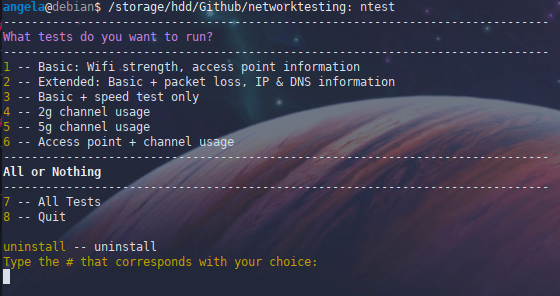 angela@debian$ /storage/hdd/Github/networktesting: ntest
--------------------------------------------------------------------------------
What tests do you want to run?
--------------------------------------------------------------------------------
1 -- Basic: Wifi strength, access point information
2 -- Extended: Basic + packet loss, IP & DNS information
3 -- Basic + speed test only
4 -- 2g channel usage
5 -- 5g channel usage
6 -- Access point + channel usage
--------------------------------------------------------------------------------
All or Nothing
--------------------------------------------------------------------------------
7 -- All Tests
8 -- Quit
uninstall -- uninstall
Type the # that corresponds with your choice: